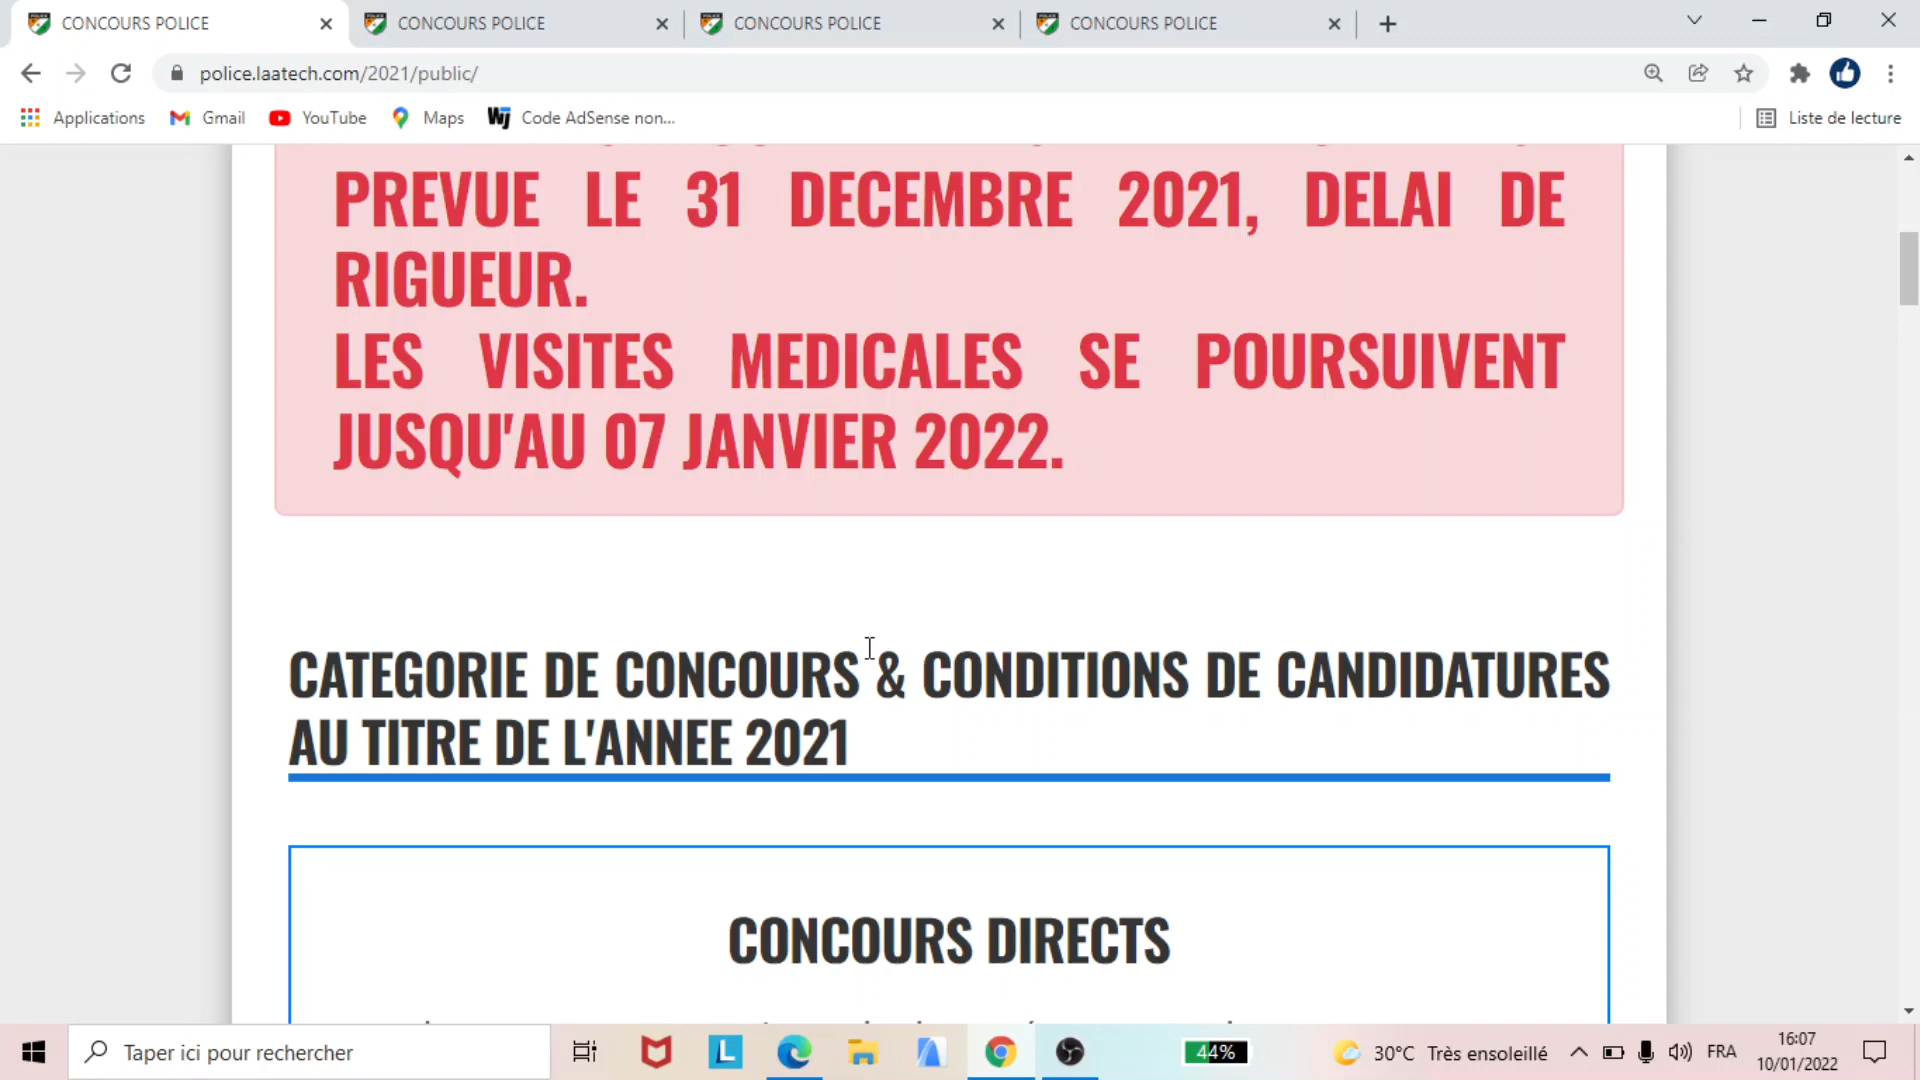 CONCOURS POLICE
CONCOURS POLICE
CONCOURS POLICE
CONCOURS POLICE
police.laatech.com/2021/public/
Applications
Gmail
YouTube
Maps
Code AdSense non...
Liste de lecture
PREVUE LE 31 DECEMBRE 2021, DELAI DE
RIGUEUR.
LES VISITES MEDICALES SE POURSUIVENT
JUSQU'AU 07 JANVIER 2022.
CATEGORIE DE CONCOURS & CONDITIONS DE CANDIDATURES
AU TITRE DE L'ANNEE 2021
CONCOURS DIRECTS
Taper ici pour rechercher
44%
30°C Très ensoleillé
FRA
16:07
10/01/2022